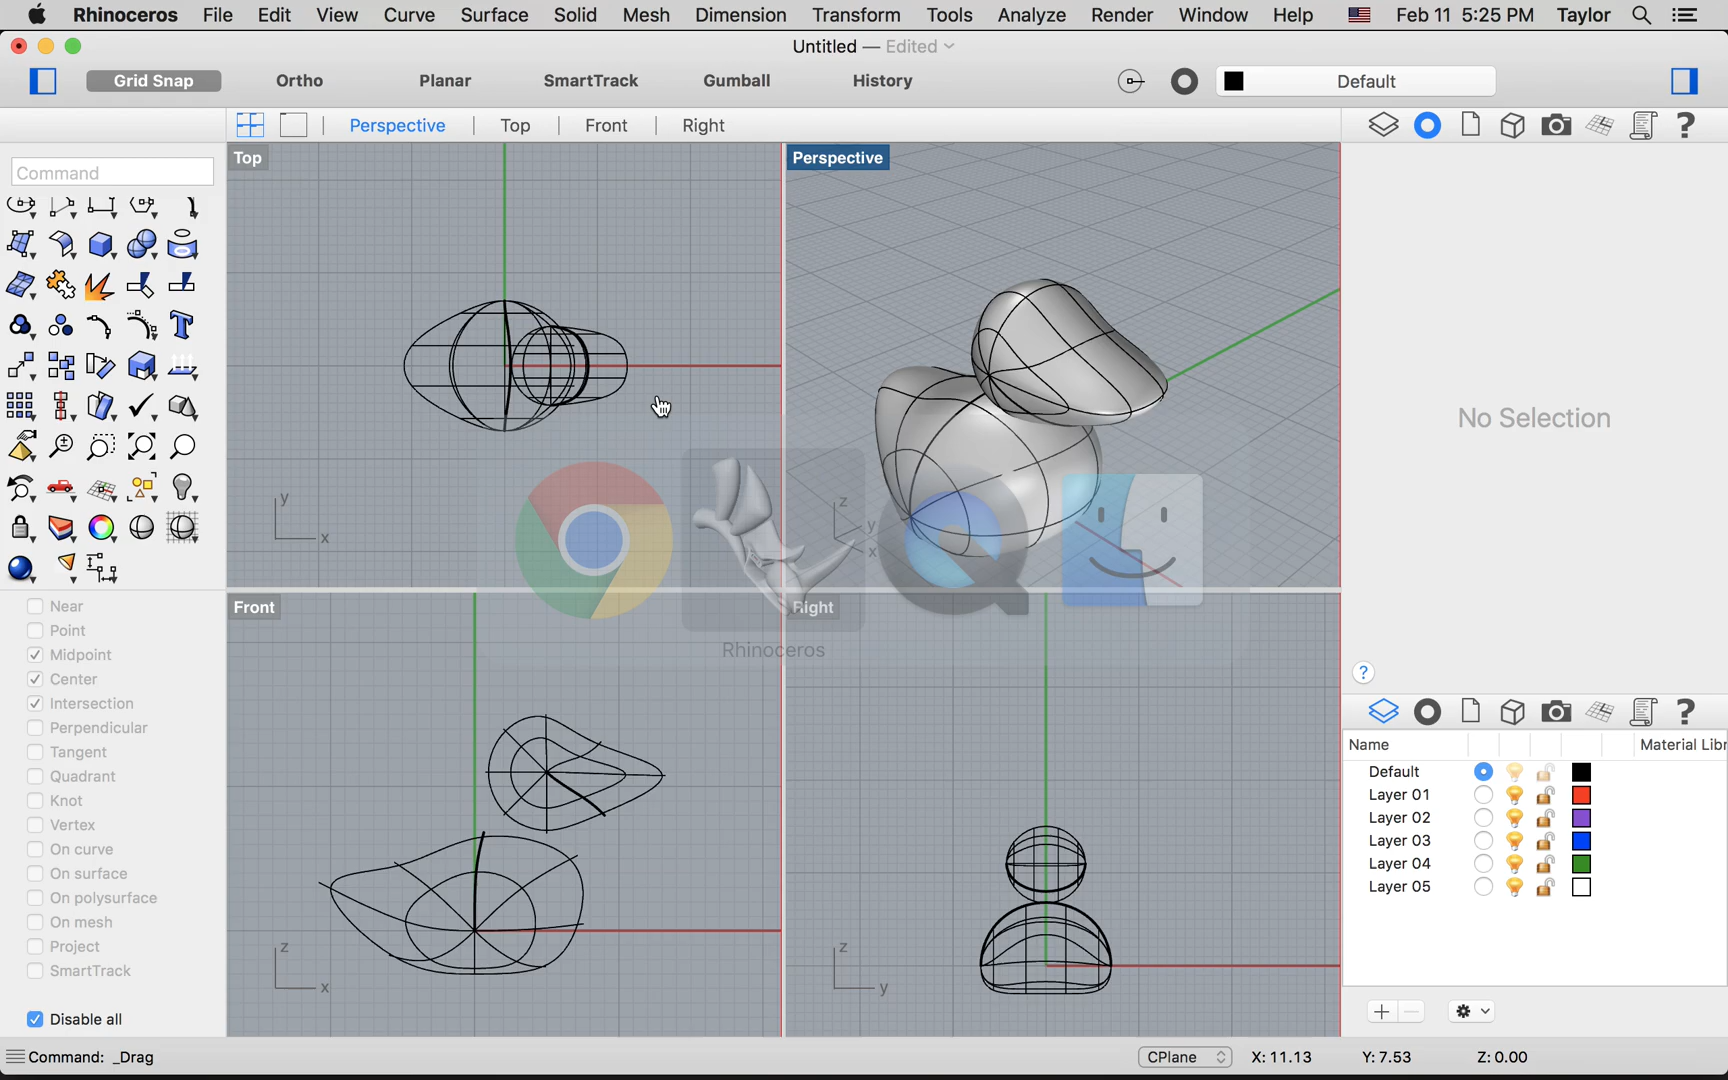 Rhinoceros File Edit View Curve Surface Solid Mesh Dimension Transform Tools Analyze Render Window Help Feb 11 5:25 PM Taylor
Untitled — Edited
Grid Snap Ortho Planar SmartTrack Gumball History Default
Perspective Top Front Right
Top
Perspective
Command
y
x
z
y
x
No Selection
Front
Right
Rhinoceros
Near
Point
Midpoint
Center
Intersection
Perpendicular
Tangent
Quadrant
Knot
Vertex
On curve
On surface
On polysurface
On mesh
Project
SmartTrack
Disable all
z
x
z
y
?
Name Material Libr
Default
Layer 01
Layer 02
Layer 03
Layer 04
Layer 05
Command: _Drag CPlane X: 11.13 Y: 7.53 Z: 0.00